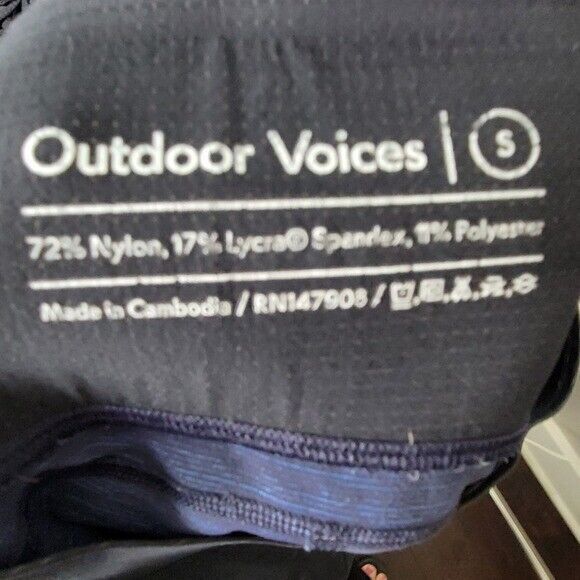 Outdoor Voices | S
72% Nylon, 17% Lycra® Spandex, 11% Polyester
Made in Cambodia / RN147908 /